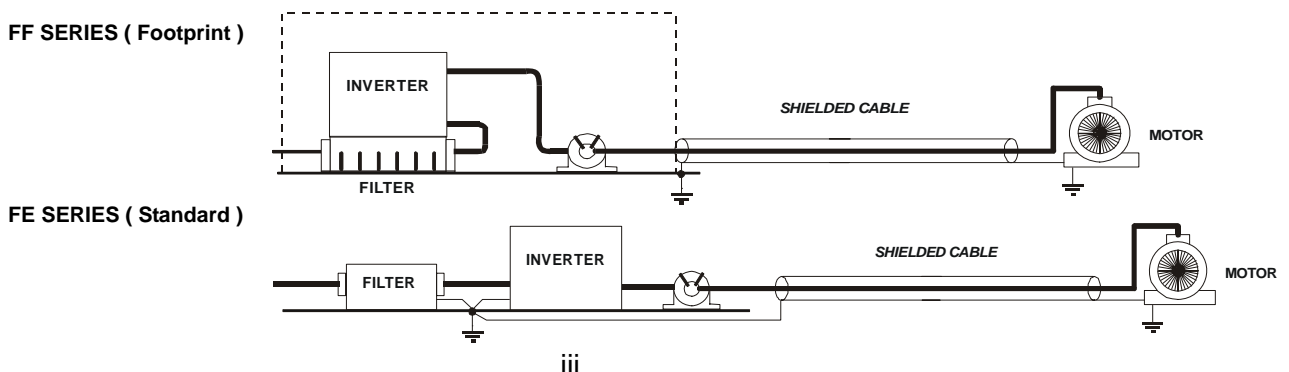 FF SERIES ( Footprint )
INVERTER
SHIELDED CABLE
MOTOR
FILTER
FE SERIES ( Standard )
INVERTER
SHIELDED CABLE
FILTER
MOTOR
iii